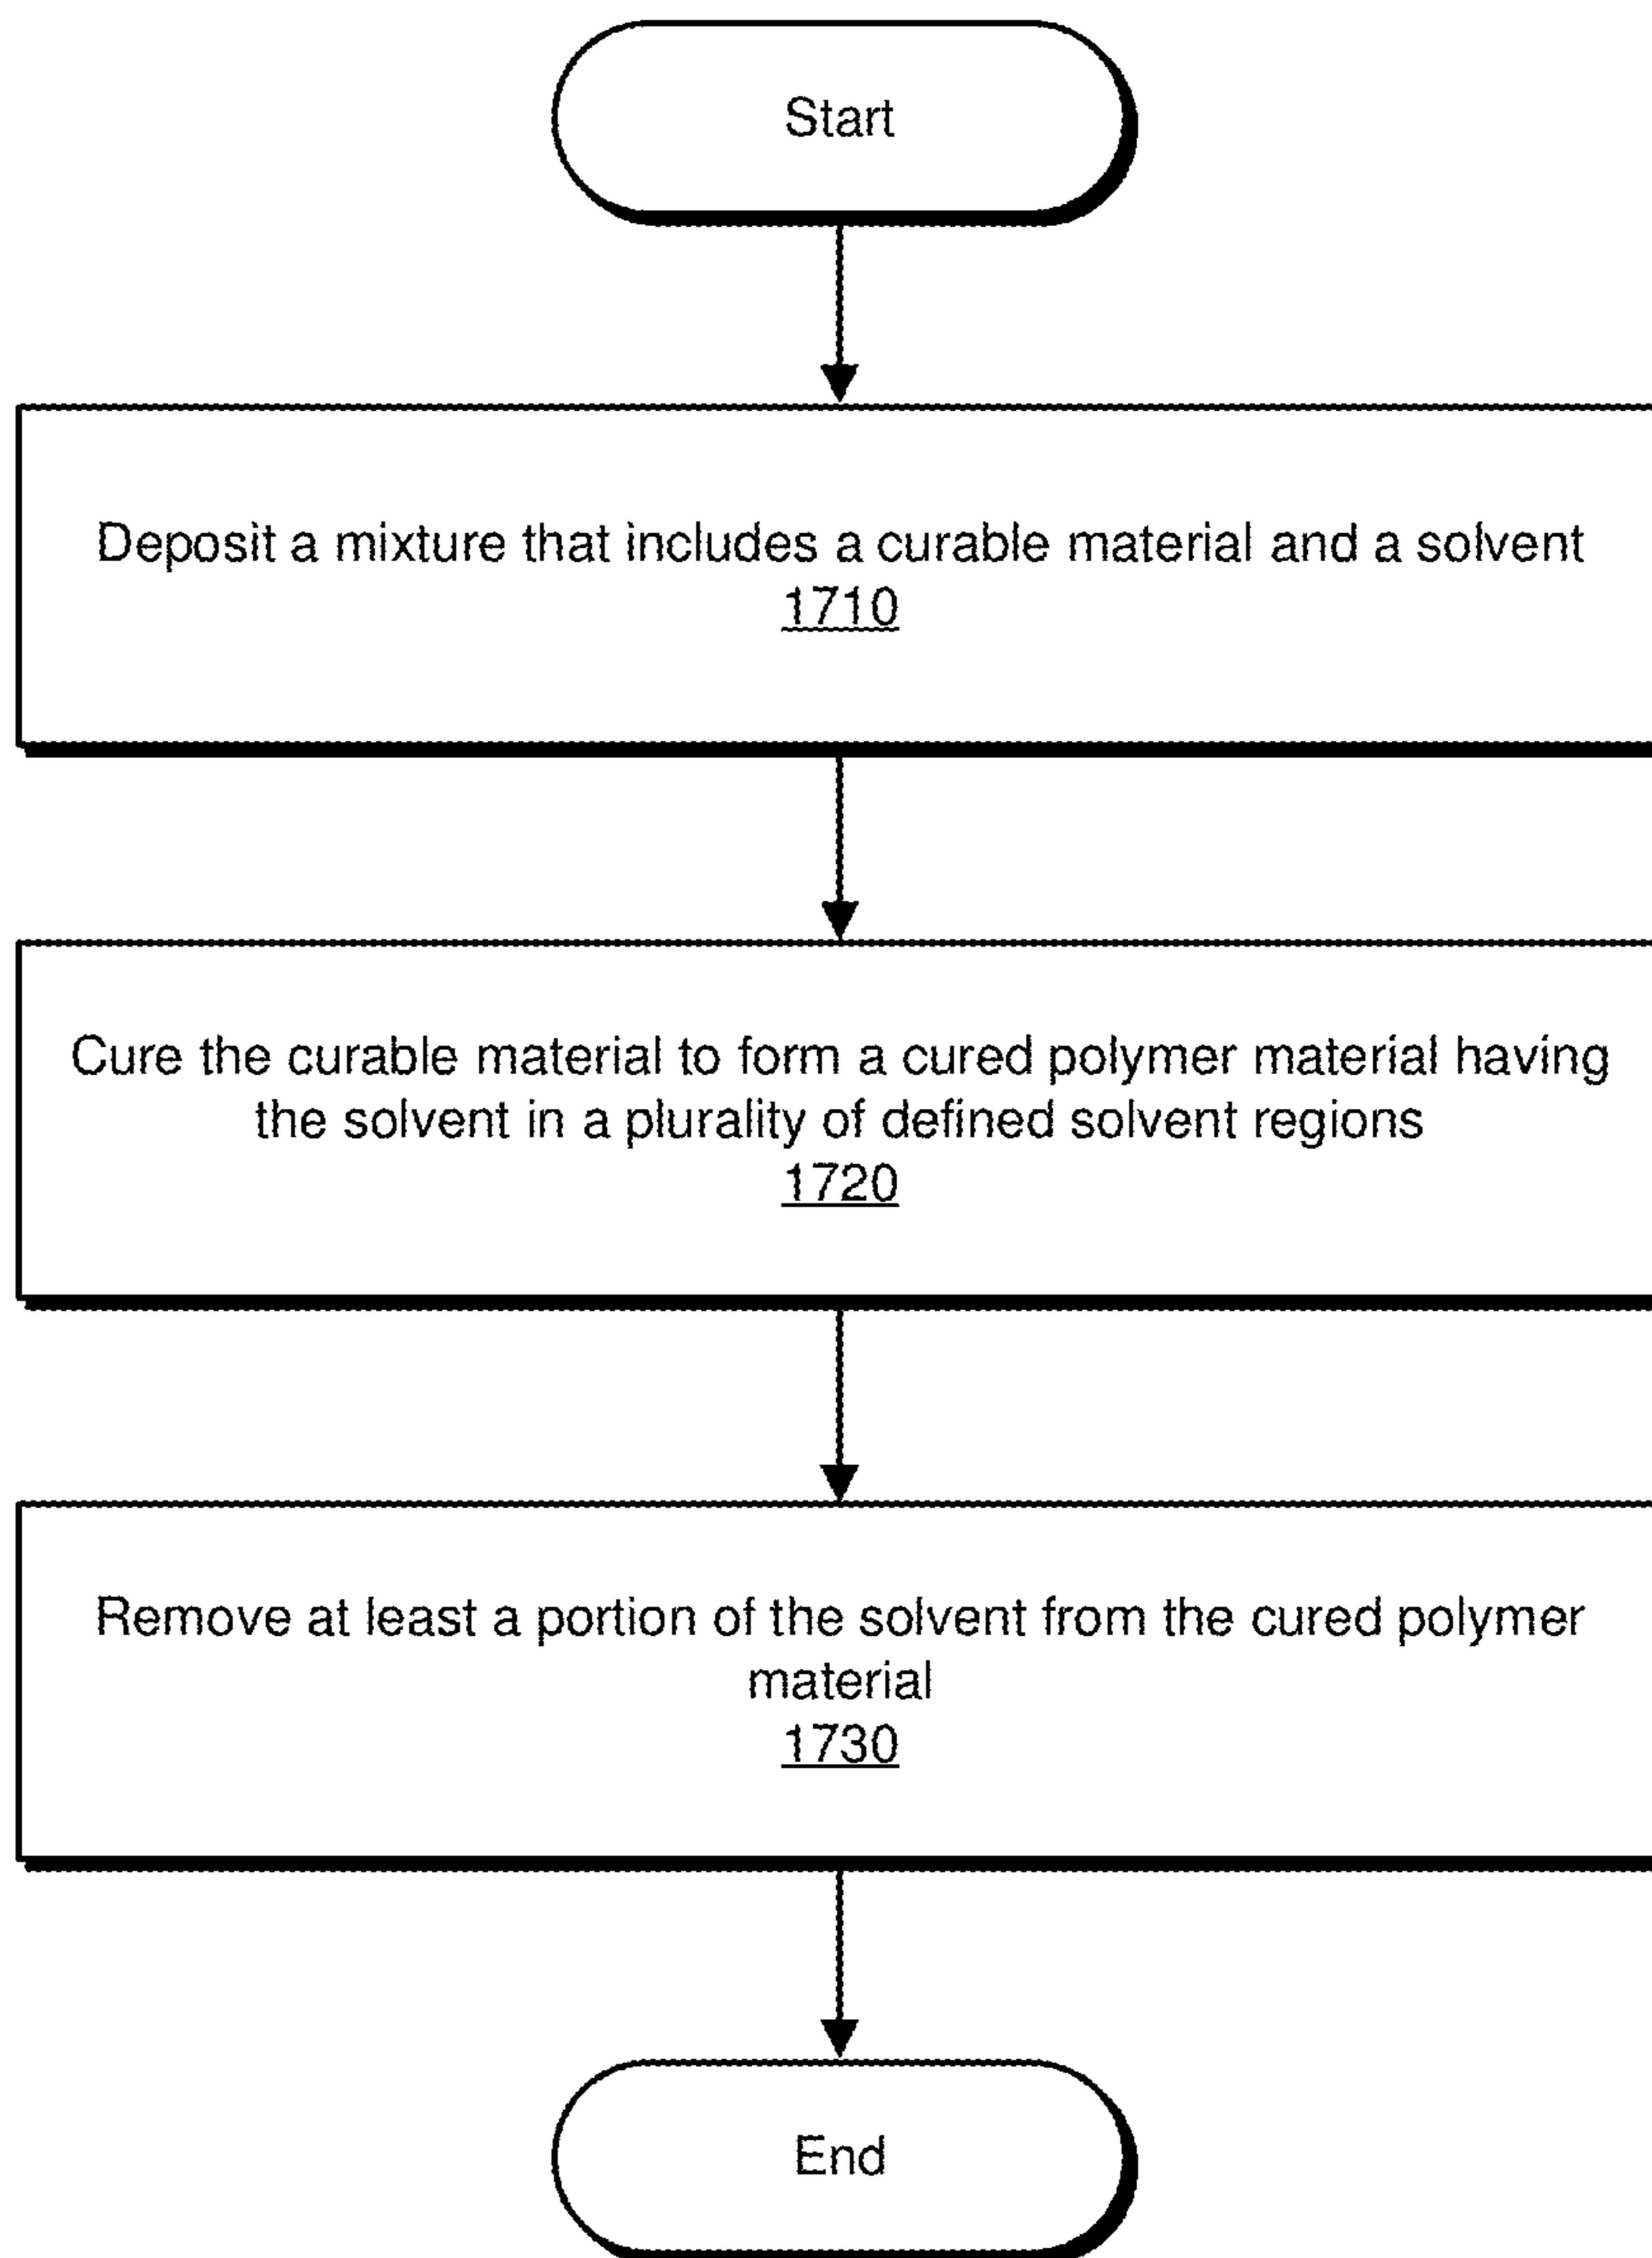 Start
Deposit a mixture that includes a curable material and a solvent
1710
Cure the curable material to form a cured polymer material having
the solvent in a plurality of defined solvent regions
1720
Remove at least a portion of the solvent from the cured polymer
material
1730
End